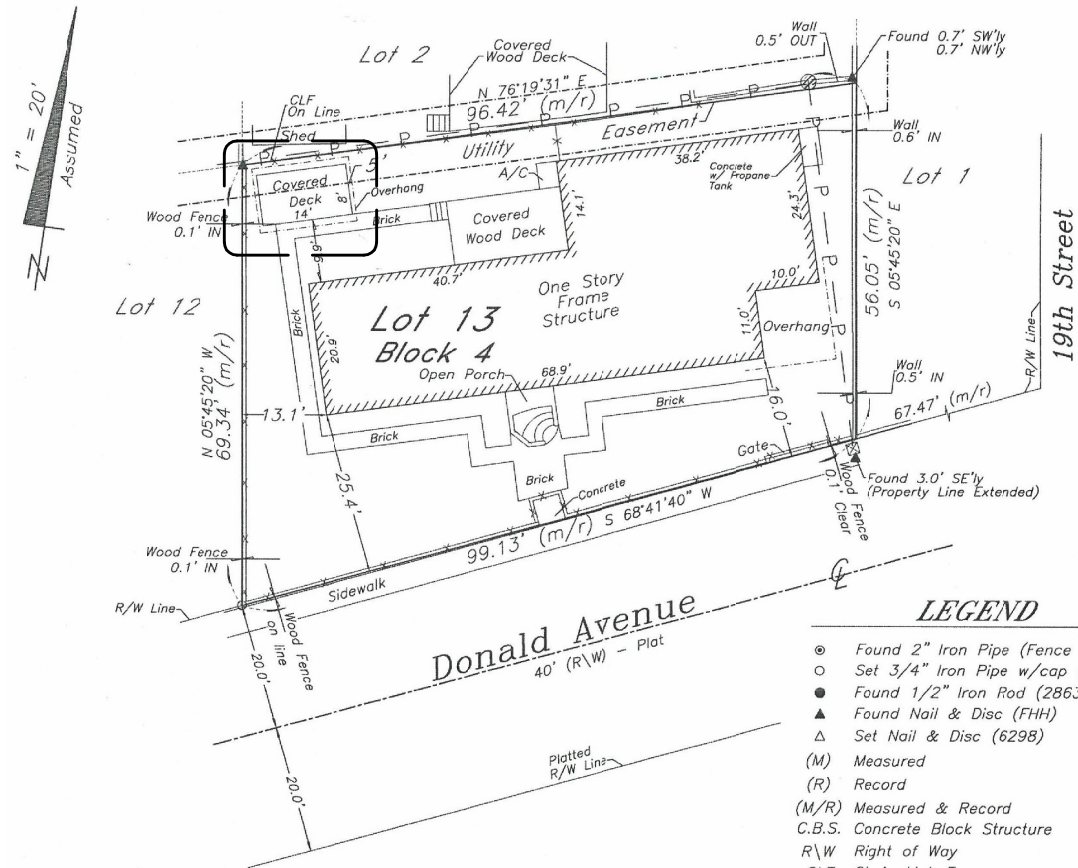 1" = 20'
Assumed
N
Lot 2
Covered
Wood Deck
Wall
0.5' OUT
Found 0.7' SW'ly
0.7' NW'ly
N 76°19'31" E
96.42' (m/r)
CLF
On Line
Shed
P P P P P P
5'
Utility Easement
Wall
0.6' IN
Lot 1
Covered
Deck
14'
8'
Overhang
A/C
38.2'
Concrete
w/ Propane
Tank
24.3'
Wood Fence
0.1' IN
Brick
Covered
Wood Deck
14.1'
9.9'
40.7'
One Story
Frame
Structure
10.0'
P
P
P
P
P
56.05' (m/r)
S 05°45'20" E
19th Street
R/W Line
Lot 12
Brick
Lot 13
Block 4
11.0'
Overhang
20.9'
N 05°45'20" W
69.34' (m/r)
Open Porch
68.9'
Wall
0.5' IN
13.1'
Brick
Brick
16.0'
67.47' (m/r)
25.4'
Gate
Brick
Concrete
Wood Fence
0.1' Clear
Found 3.0' SE'ly
(Property Line Extended)
99.13' (m/r) S 68°41'40" W
Wood Fence
0.1' IN
Sidewalk
R/W Line
Wood Fence
on line
20.0'
Donald Avenue
40' (R\W) - Plat
CL
20.0'
Platted
R/W Line
LEGEND
Found 2" Iron Pipe (Fence
Set 3/4" Iron Pipe w/cap
Found 1/2" Iron Rod (2863
Found Nail & Disc (FHH)
Set Nail & Disc (6298)
(M) Measured
(R) Record
(M/R) Measured & Record
C.B.S. Concrete Block Structure
R\W Right of Way